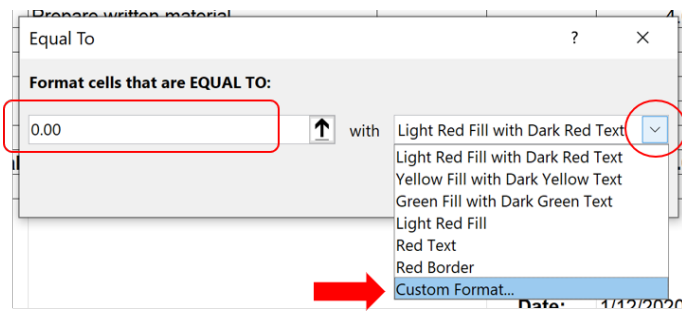 Prepare written material 4.
Equal To ?
Format cells that are EQUAL TO:
0.00 with Light Red Fill with Dark Red Text
Light Red Fill with Dark Red Text
Yellow Fill with Dark Yellow Text
Green Fill with Dark Green Text
Light Red Fill
Red Text
Red Border
Custom Format...
Date: 1/12/2020